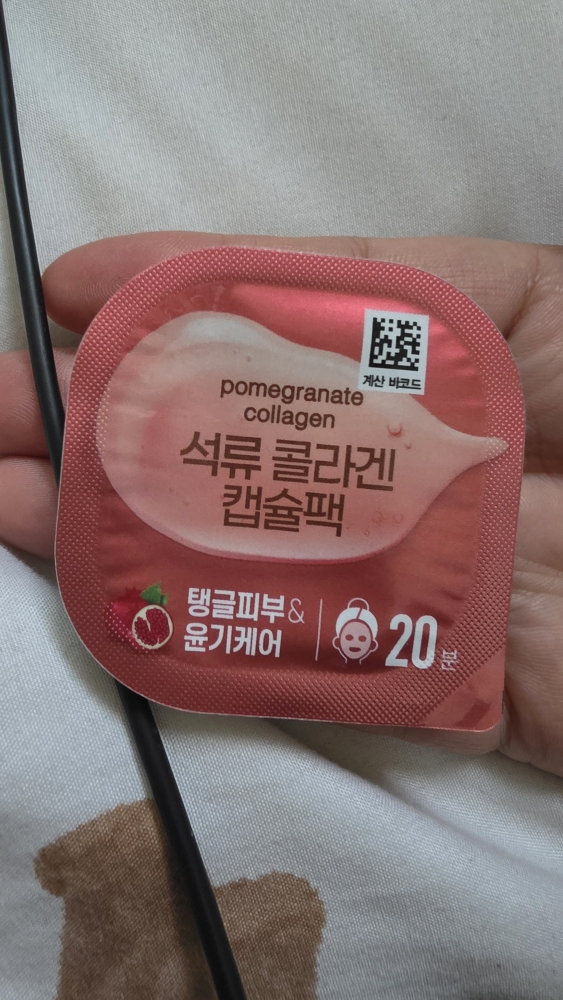 계산 바코드
pomegranate
collagen
석류 콜라겐
캡슐팩
탱글피부&
윤기케어
20분